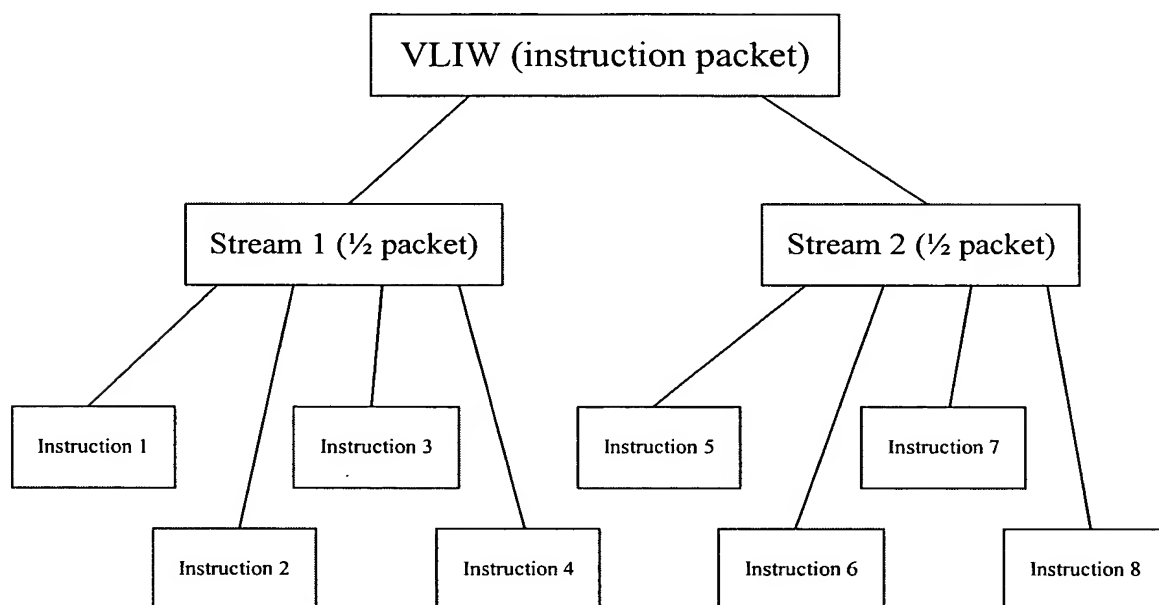 VLIW (instruction packet)
Stream 1 (½ packet)
Stream 2 (½ packet)
Instruction 1
Instruction 3
Instruction 5
Instruction 7
Instruction 2
Instruction 4
Instruction 6
Instruction 8